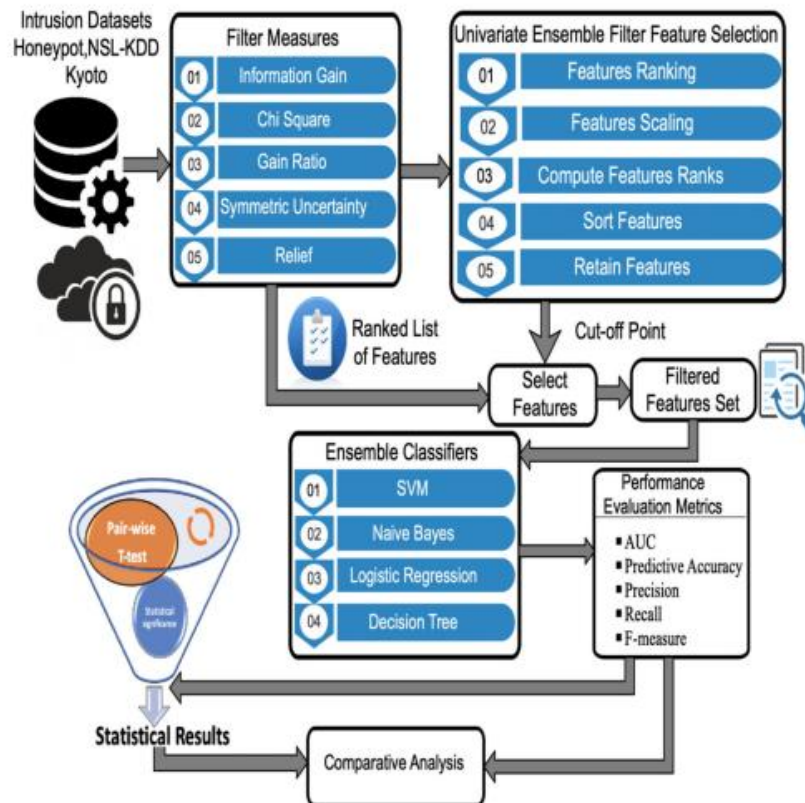 Intrusion Datasets
Honeypot,NSL-KDD
Kyoto
Filter Measures
01 Information Gain
02 Chi Square
03 Gain Ratio
04 Symmetric Uncertainty
05 Relief
Univariate Ensemble Filter Feature Selection
01 Features Ranking
02 Features Scaling
03 Compute Features Ranks
04 Sort Features
05 Retain Features
Ranked List
of Features
Cut-off Point
Select
Features
Filtered
Features Set
Ensemble Classifiers
01 SVM
02 Naive Bayes
03 Logistic Regression
04 Decision Tree
Performance
Evaluation Metrics
▪ AUC
▪ Predictive Accuracy
▪ Precision
▪ Recall
▪ F-measure
Pair-wise
T-test
Statistical
significance
Statistical Results
Comparative Analysis